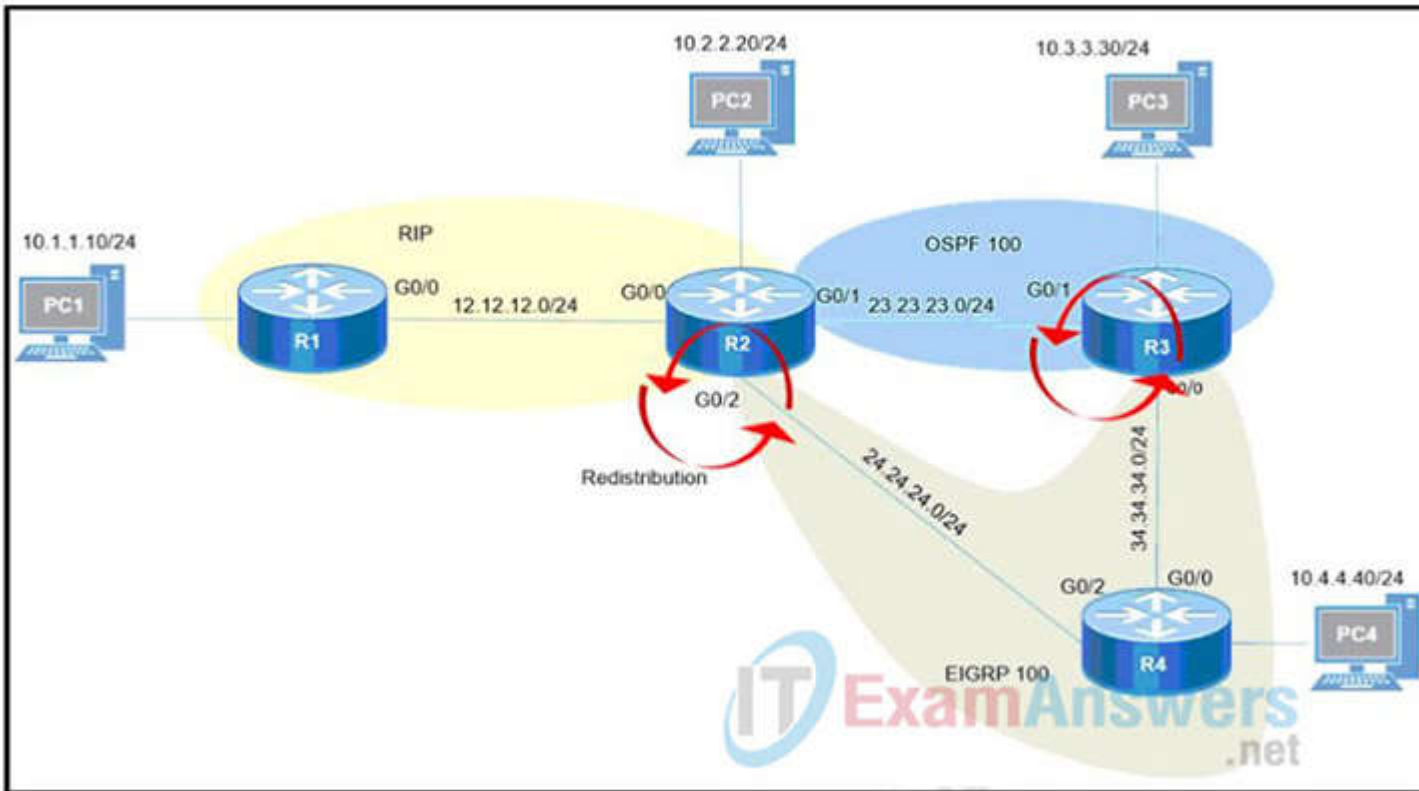 10.2.2.20/24
10.3.3.30/24
PC2
PC3
10.1.1.10/24
RIP
OSPF 100
PC1
G0/0
12.12.12.0/24
G0/0
G0/1
23.23.23.0/24
G0/1
R1
R2
R3
G0/2
G0/0
Redistribution
24.24.24.0/24
34.34.34.0/24
G0/2
G0/0
10.4.4.40/24
PC4
R4
EIGRP 100
ITExamAnswers
.net